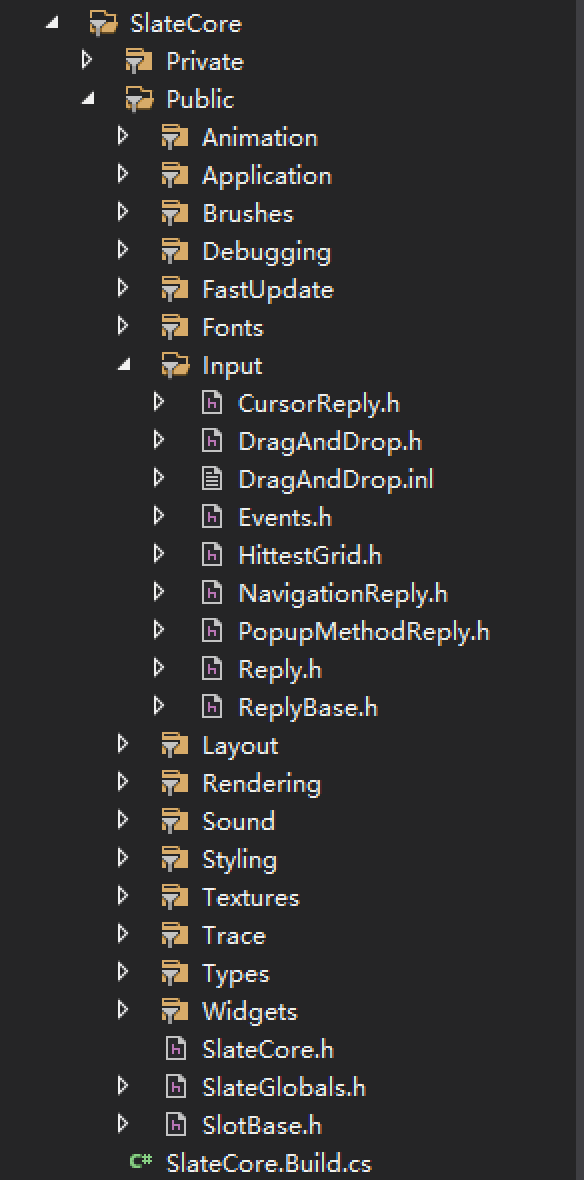 SlateCore
Private
Public
Animation
Application
Brushes
Debugging
FastUpdate
Fonts
Input
CursorReply.h
DragAndDrop.h
DragAndDrop.inl
Events.h
HittestGrid.h
NavigationReply.h
PopupMethodReply.h
Reply.h
ReplyBase.h
Layout
Rendering
Sound
Styling
Textures
Trace
Types
Widgets
SlateCore.h
SlateGlobals.h
SlotBase.h
C# SlateCore.Build.cs